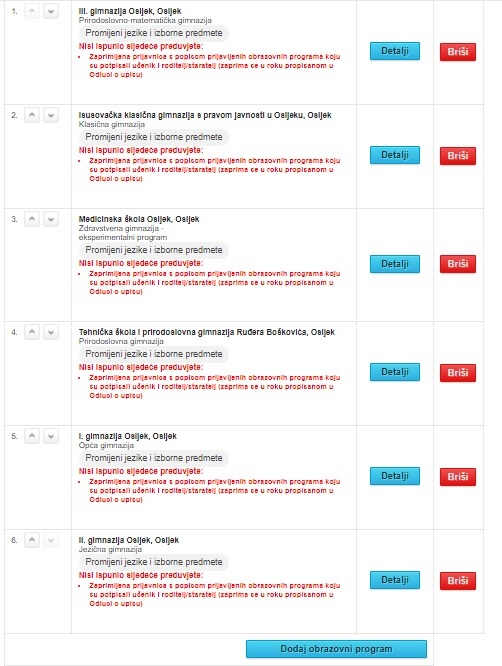 1.
III. gimnazija Osijek, Osijek
Prirodoslovno-matematička gimnazija
Promijeni jezike i izborne predmete
Nisi ispunio sljedeće preduvjete:
Zaprimljena prijavnica s popisom prijavljenih obrazovnih programa koju
su potpisali učenik i roditelj/staratelj (zaprima se u roku propisanom u
Odluci o upisu)
Detalji
Briši
2.
Isusovačka klasična gimnazija s pravom javnosti u Osijeku, Osijek
Klasična gimnazija
Promijeni jezike i izborne predmete
Nisi ispunio sljedeće preduvjete:
Zaprimljena prijavnica s popisom prijavljenih obrazovnih programa koju
su potpisali učenik i roditelj/staratelj (zaprima se u roku propisanom u
Odluci o upisu)
Detalji
Briši
3.
Medicinska škola Osijek, Osijek
Zdravstvena gimnazija -
eksperimentalni program
Promijeni jezike i izborne predmete
Nisi ispunio sljedeće preduvjete:
Zaprimljena prijavnica s popisom prijavljenih obrazovnih programa koju
su potpisali učenik i roditelj/staratelj (zaprima se u roku propisanom u
Odluci o upisu)
Detalji
Briši
4.
Tehnička škola i prirodoslovna gimnazija Ruđera Boškovića, Osijek
Prirodoslovna gimnazija
Promijeni jezike i izborne predmete
Nisi ispunio sljedeće preduvjete:
Zaprimljena prijavnica s popisom prijavljenih obrazovnih programa koju
su potpisali učenik i roditelj/staratelj (zaprima se u roku propisanom u
Odluci o upisu)
Detalji
Briši
5.
I. gimnazija Osijek, Osijek
Opća gimnazija
Promijeni jezike i izborne predmete
Nisi ispunio sljedeće preduvjete:
Zaprimljena prijavnica s popisom prijavljenih obrazovnih programa koju
su potpisali učenik i roditelj/staratelj (zaprima se u roku propisanom u
Odluci o upisu)
Detalji
Briši
6.
II. gimnazija Osijek, Osijek
Jezična gimnazija
Promijeni jezike i izborne predmete
Nisi ispunio sljedeće preduvjete:
Zaprimljena prijavnica s popisom prijavljenih obrazovnih programa koju
su potpisali učenik i roditelj/staratelj (zaprima se u roku propisanom u
Odluci o upisu)
Detalji
Briši
Dodaj obrazovni program